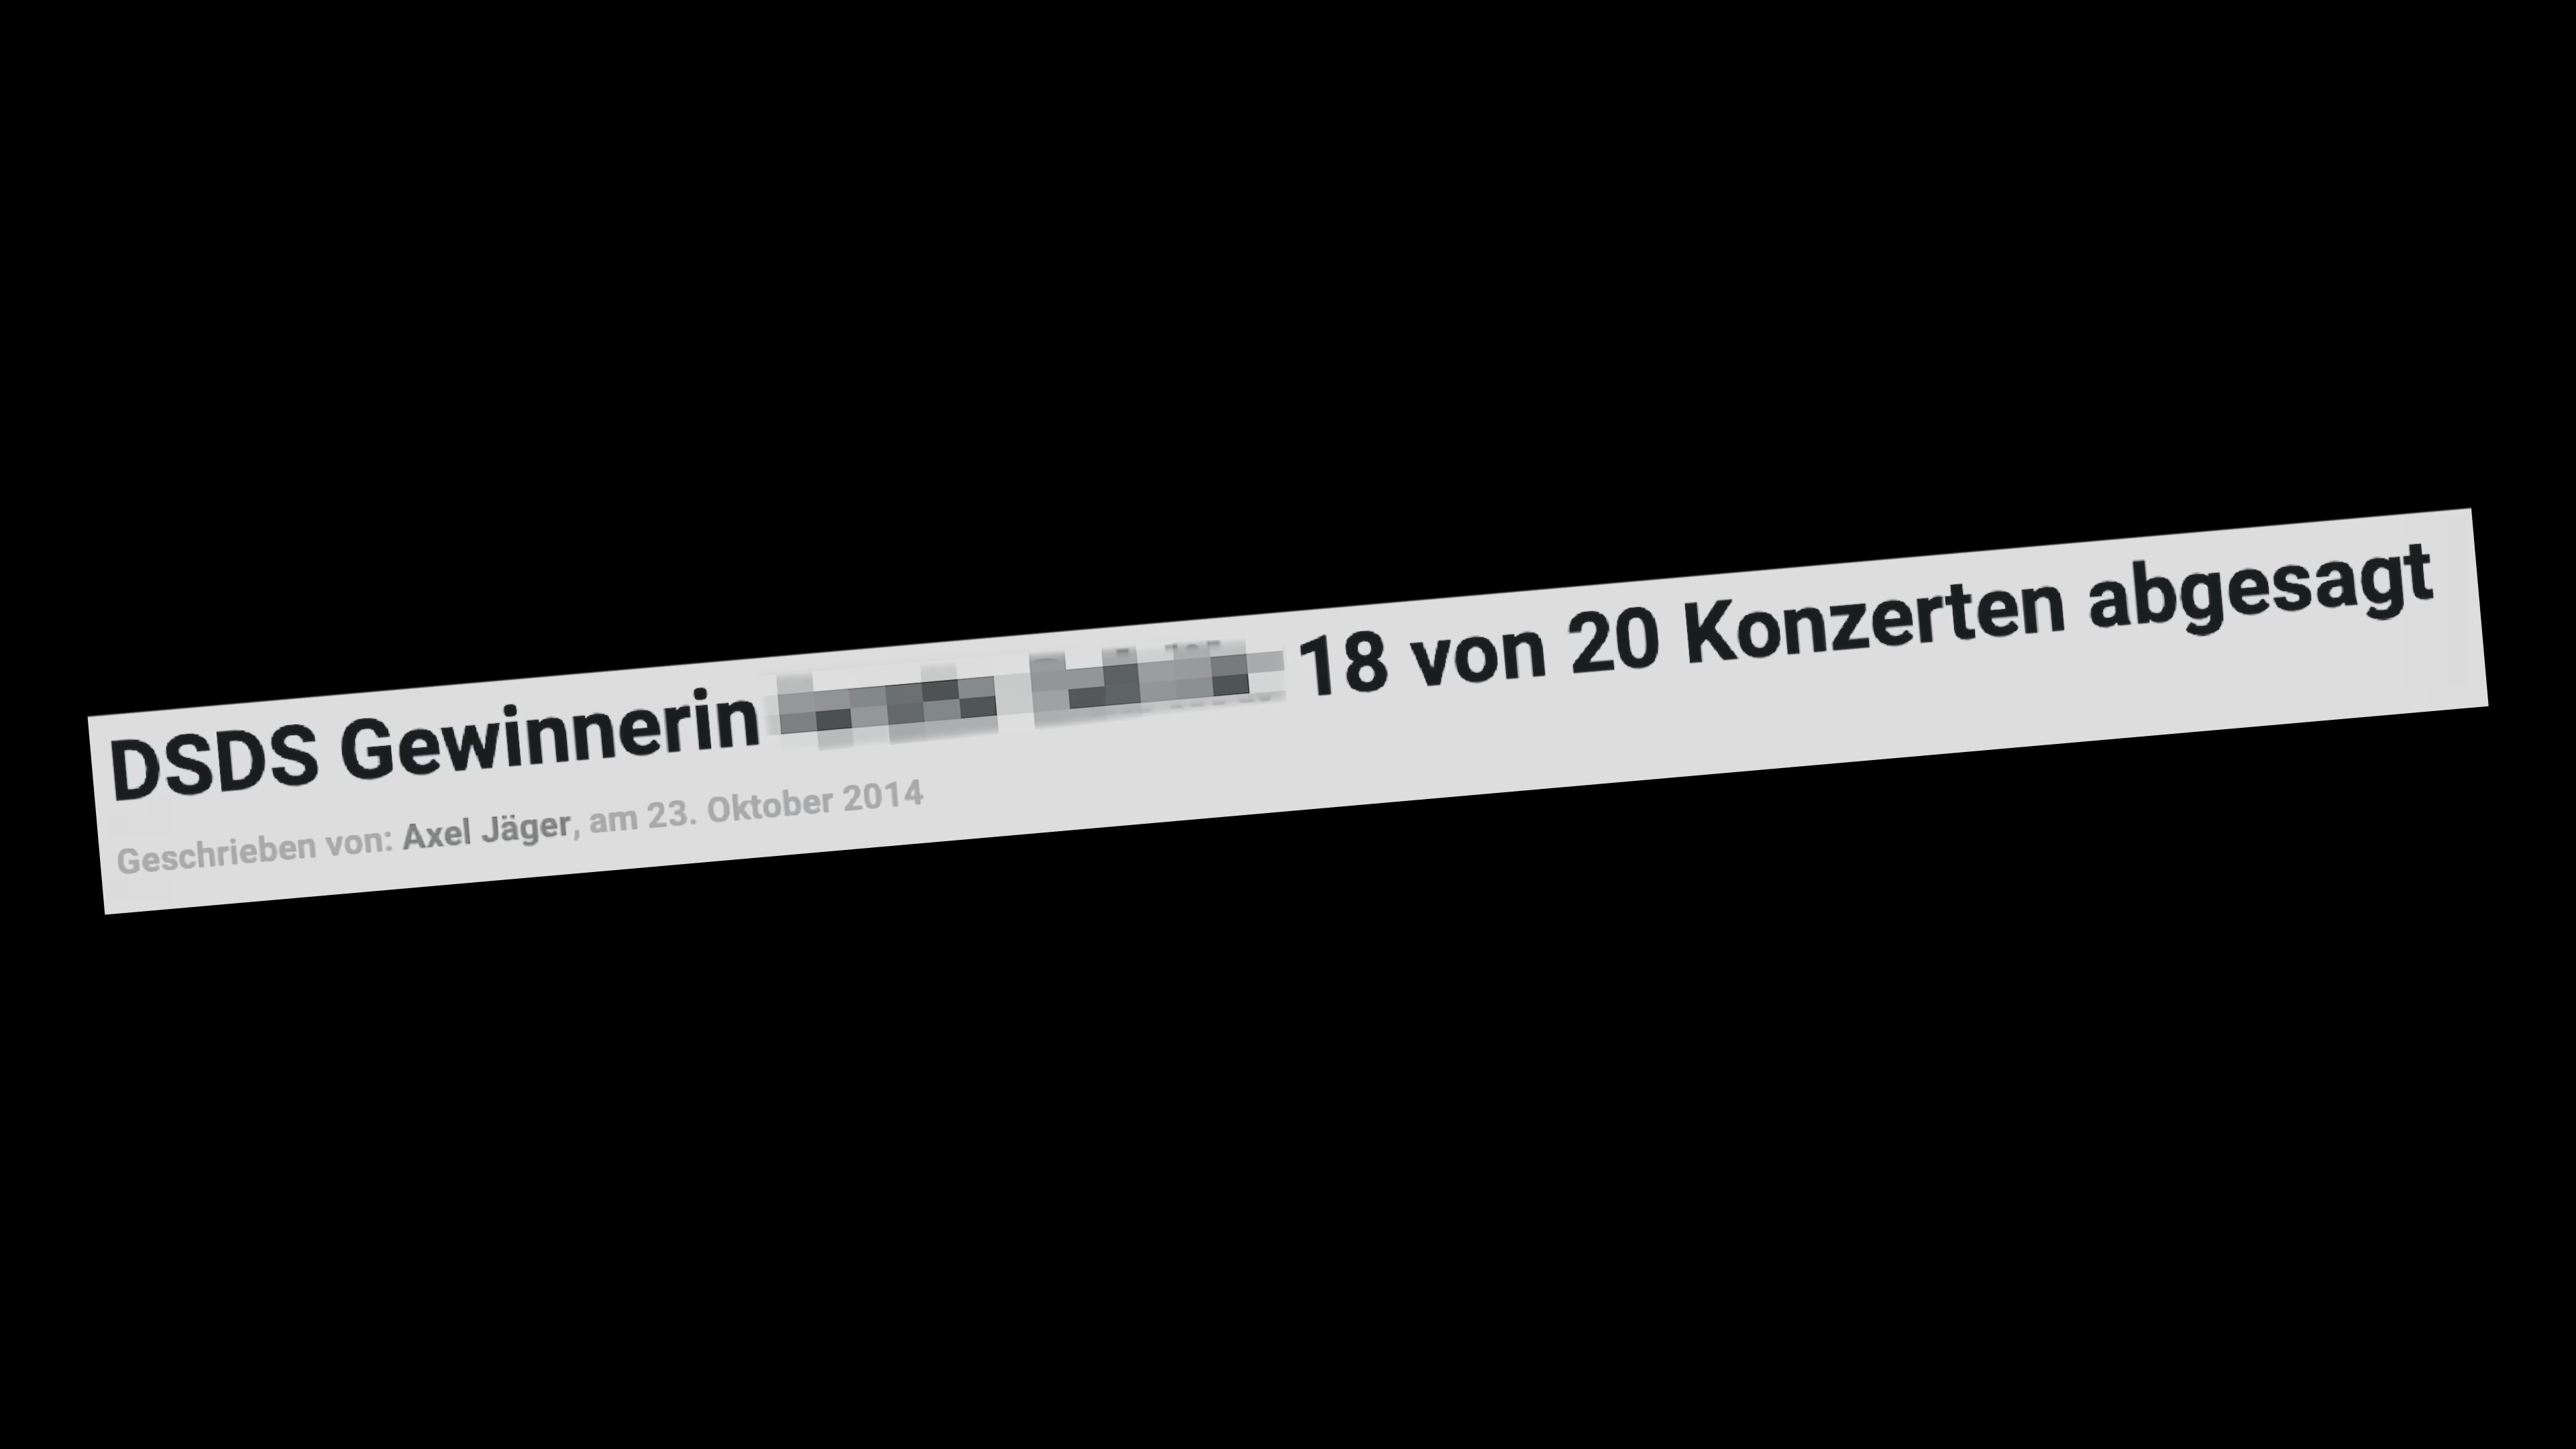 DSDS Gewinnerin 18 von 20 Konzerten abgesagt
Geschrieben von: Axel Jäger, am 23. Oktober 2014